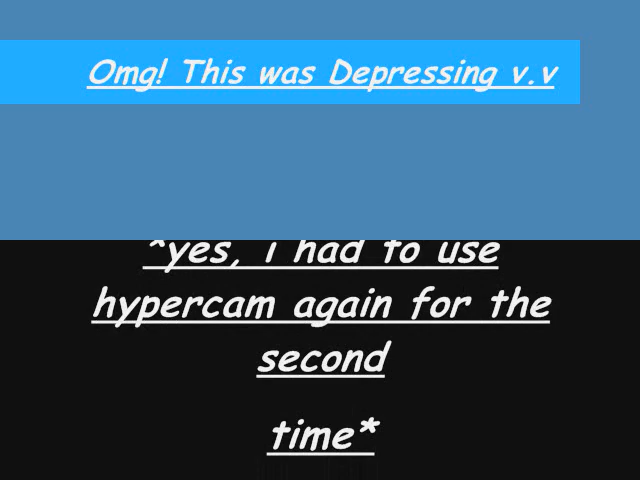 Omg! This was Depressing v.v
*yes, i had to use
hypercam again for the
second
time*